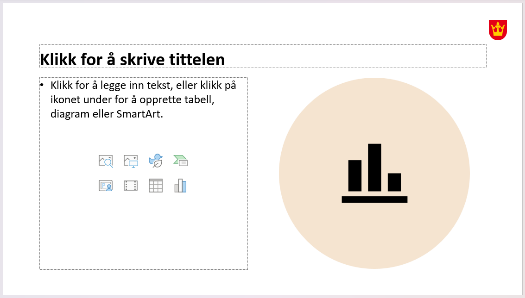 Klikk for å skrive tittelen
• Klikk for å legge inn tekst, eller klikk på
ikonet under for å opprette tabell,
diagram eller SmartArt.